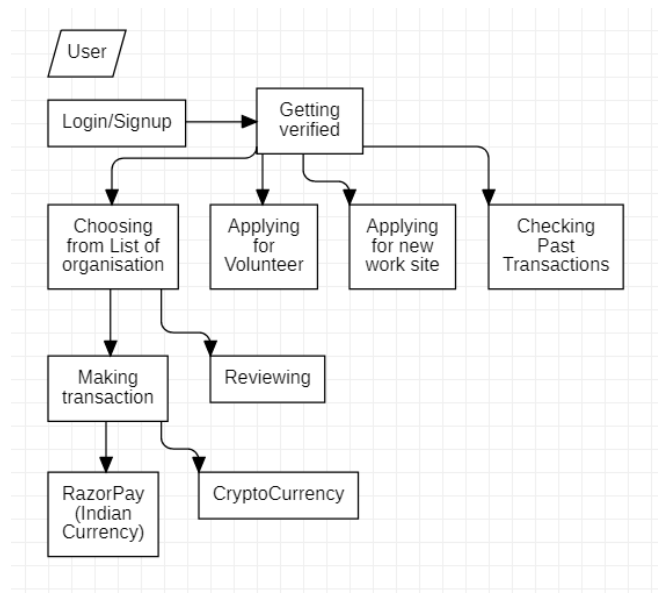 User
Login/Signup
Getting
verified
Choosing
from List of
organisation
Applying
for
Volunteer
Applying
for new
work site
Checking
Past
Transactions
Making
transaction
Reviewing
RazorPay
(Indian
Currency)
CryptoCurrency